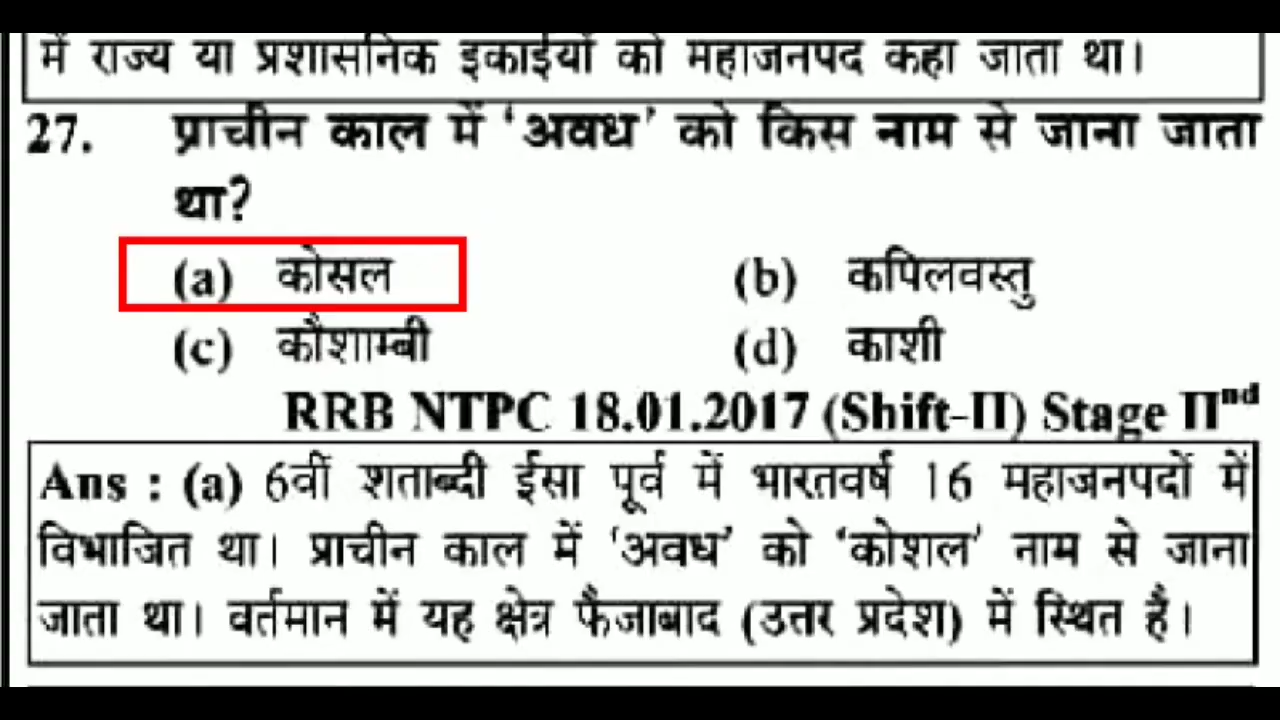 में राज्य या प्रशासनिक इकाईयों को महाजनपद कहा जाता था।
27. प्राचीन काल में ‘अवध’ को किस नाम से जाना जाता
था?
(a) कोसल (b) कपिलवस्तु
(c) कौशाम्बी (d) काशी
RRB NTPC 18.01.2017 (Shift-II) Stage IInd
Ans : (a) 6वीं शताब्दी ईसा पूर्व में भारतवर्ष 16 महाजनपदों में
विभाजित था। प्राचीन काल में ‘अवध’ को ‘कोशल’ नाम से जाना
जाता था। वर्तमान में यह क्षेत्र फैजाबाद (उत्तर प्रदेश) में स्थित है।